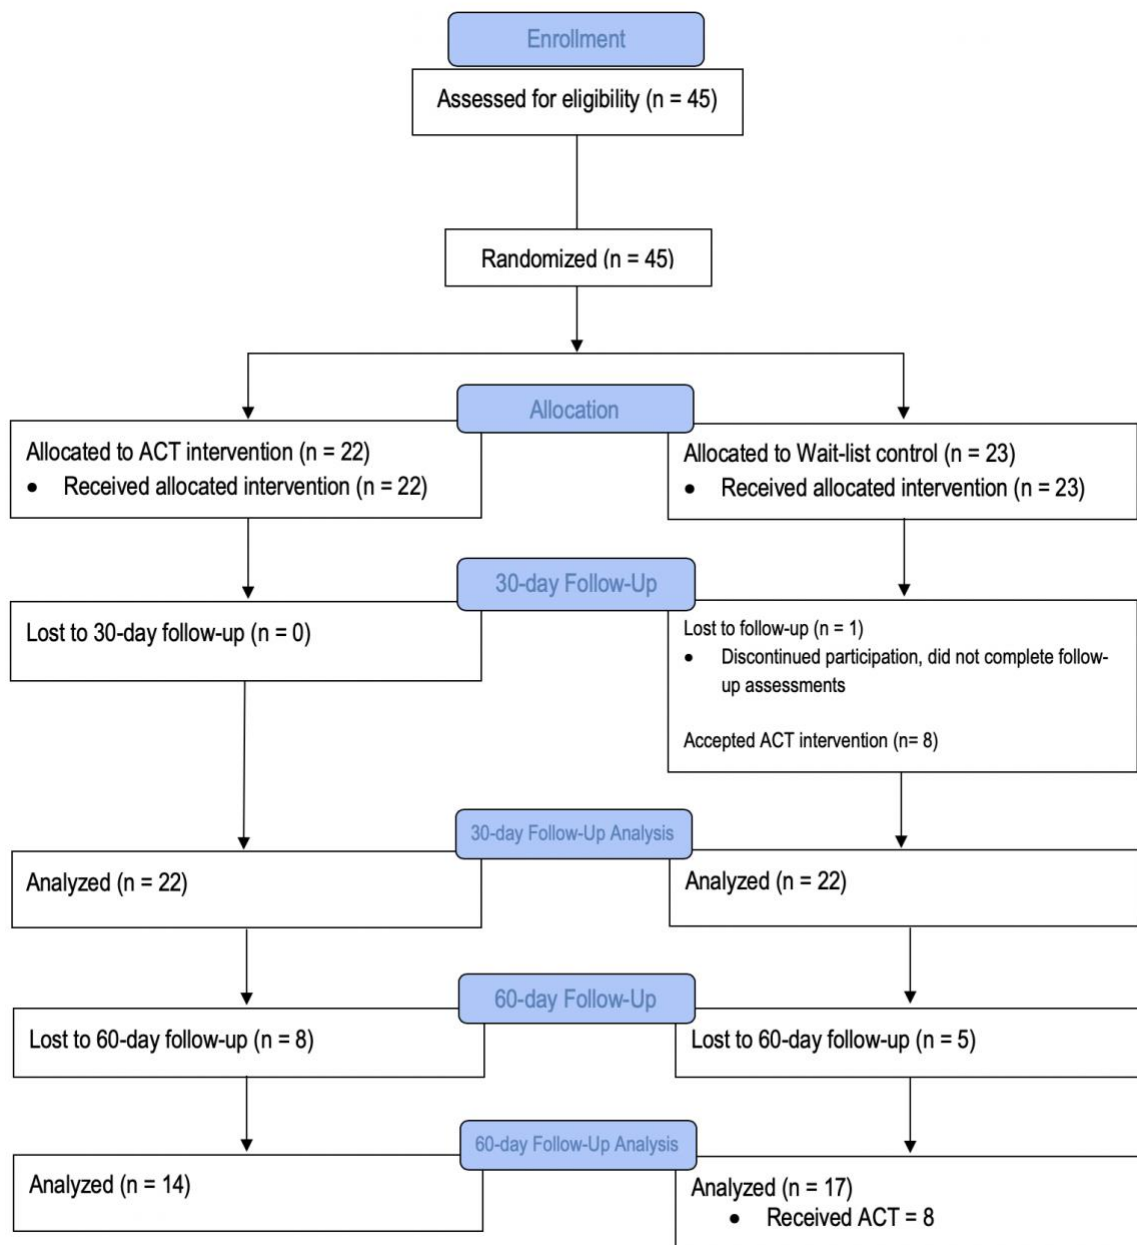 Enrollment
Assessed for eligibility (n = 45)
Randomized (n = 45)
Allocation
Allocated to ACT intervention (n = 22)
• Received allocated intervention (n = 22)
Allocated to Wait-list control (n = 23)
• Received allocated intervention (n = 23)
30-day Follow-Up
Lost to 30-day follow-up (n = 0)
Lost to follow-up (n = 1)
• Discontinued participation, did not complete follow-
up assessments
Accepted ACT intervention (n= 8)
30-day Follow-Up Analysis
Analyzed (n = 22)
Analyzed (n = 22)
60-day Follow-Up
Lost to 60-day follow-up (n = 8)
Lost to 60-day follow-up (n = 5)
60-day Follow-Up Analysis
Analyzed (n = 14)
Analyzed (n = 17)
• Received ACT = 8